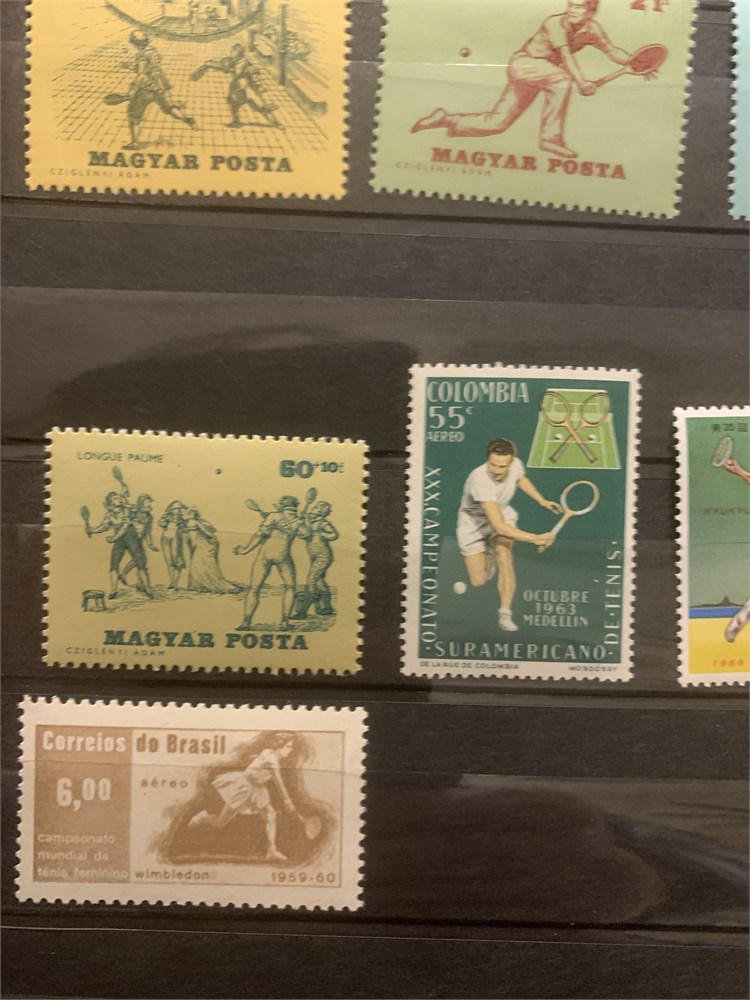 MAGYAR POSTA
CZIGLÉNYI ÁDÁM
MAGYAR POSTA
CZIGLÉNYI ÁDÁM
LONGUE PAUME
60+10f
MAGYAR POSTA
CZIGLÉNYI ÁDÁM
COLOMBIA
55c
AEREO
XXX CAMPEONATO·SURAMERICANO·DE·TENIS·
OCTUBRE
1963
MEDELLIN
DE LA RUE DE COLOMBIA
MOSDÓSSY
1960
Correios do Brasil
6,00
aéreo
campeonato
mundial de
tênis feminino
wimbledon
1959-60